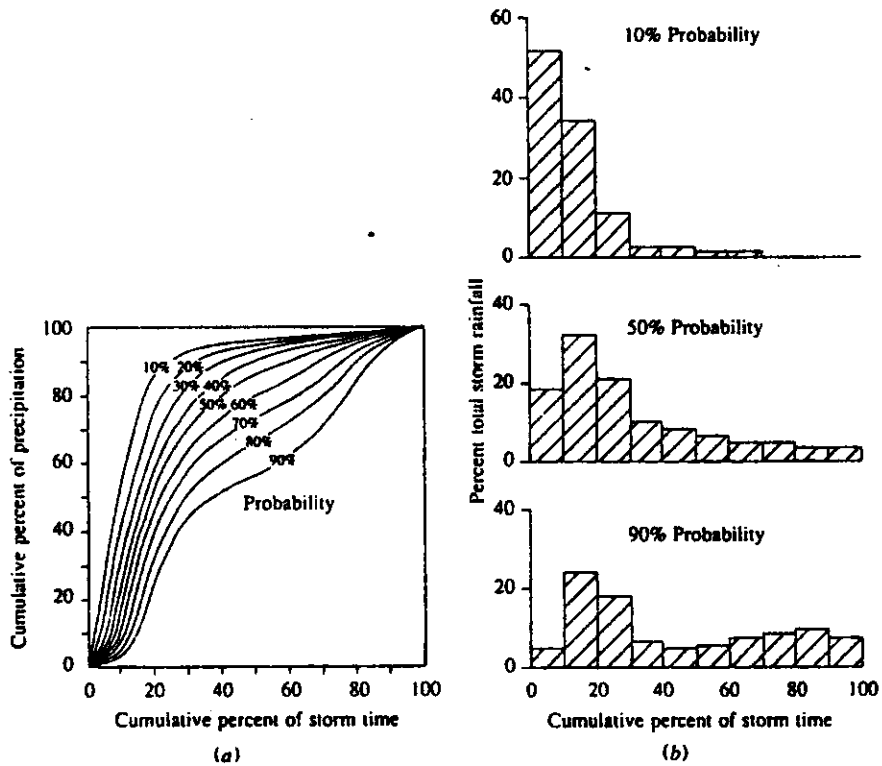 100
80
60
40
20
0
Cumulative percent of precipitation
10% 20%
30% 40%
50% 60%
70%
80%
90%
Probability
0 20 40 60 80 100
Cumulative percent of storm time
(a)
60
40
20
0
10% Probability
Percent total storm rainfall
40
20
0
50% Probability
40
20
0
90% Probability
0 20 40 60 80 100
Cumulative percent of storm time
(b)